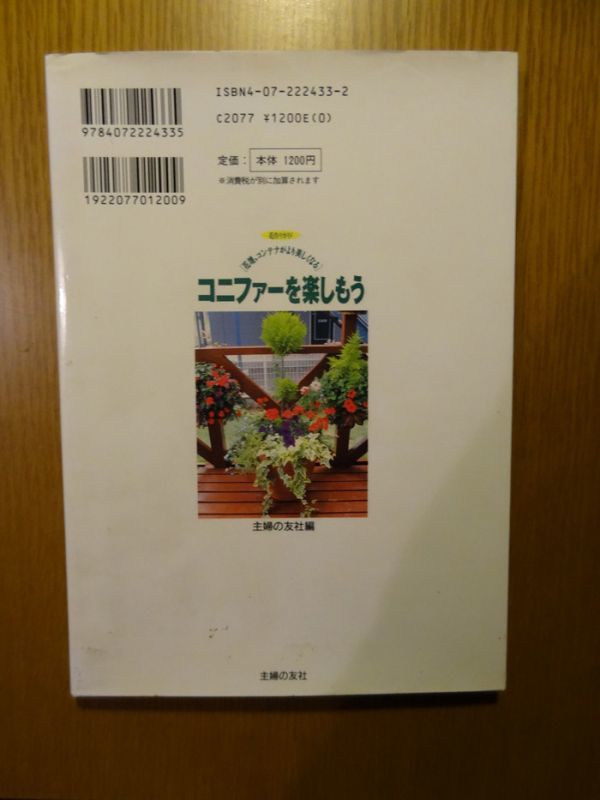 ISBN4-07-222433-2
9784072224335
C2077 ¥1200E(0)
定価： 本体 1200円
※消費税が別に加算されます
1922077012009
花壇、コンテナがより楽しくなる
コニファーを楽しもう
主婦の友社編
主婦の友社